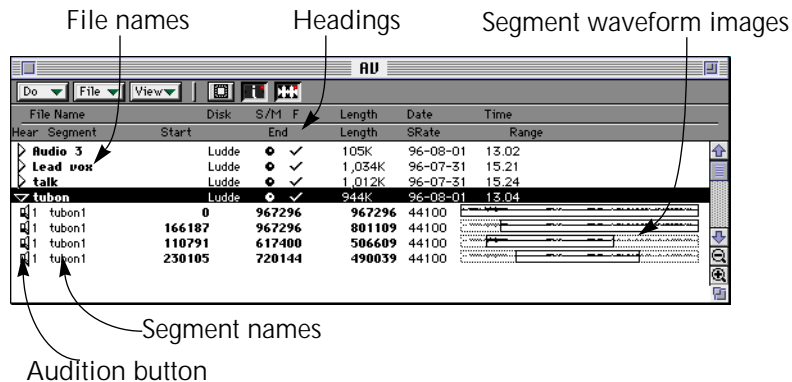 File names Headings Segment waveform images
AV
Do File View i
File Name Disk S/M F Length Date Time
Hear Segment Start End Length SRate Range
Audio 3 Ludde 105K 96-08-01 13.02
Lead vox Ludde 1,034K 96-07-31 15.21
talk Ludde 1,012K 96-07-31 15.24
tubon Ludde 944K 96-08-01 13.04
1 tubon1 0 967296 967296 44100
1 tubon1 166187 967296 801109 44100
1 tubon1 110791 617400 506609 44100
1 tubon1 230105 720144 490039 44100
Segment names
Audition button